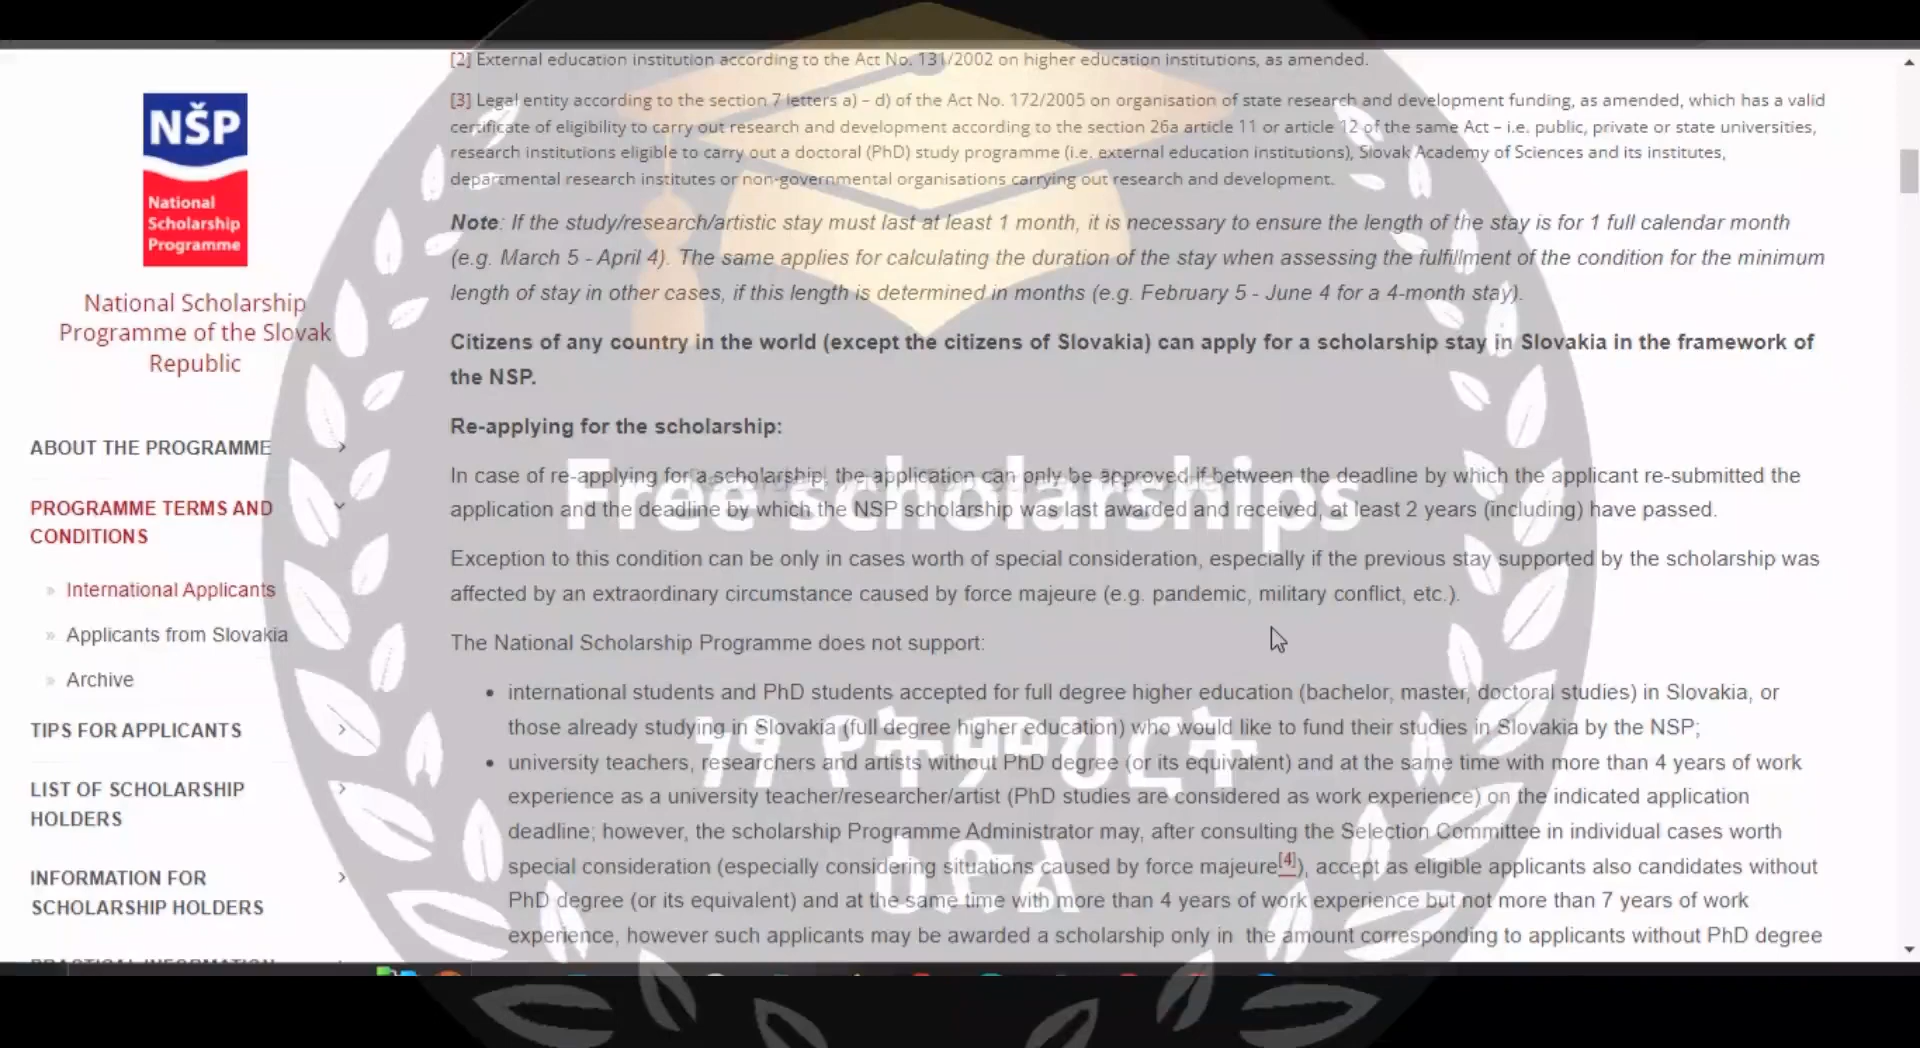 [2] External education institution according to the Act No. 131/2002 on higher education institutions, as amended.
[3] Legal entity according to the section 7 letters a) – d) of the Act No. 172/2005 on organisation of state research and development funding, as amended, which has a valid
certificate of eligibility to carry out research and development according to the section 26a article 11 or article 12 of the same Act – i.e. public, private or state universities,
research institutions eligible to carry out a doctoral (PhD) study programme (i.e. external education institutions), Slovak Academy of Sciences and its institutes,
departmental research institutes or non-governmental organisations carrying out research and development.
Note: If the study/research/artistic stay must last at least 1 month, it is necessary to ensure the length of the stay is for 1 full calendar month
(e.g. March 5 - April 4). The same applies for calculating the duration of the stay when assessing the fulfillment of the condition for the minimum
length of stay in other cases, if this length is determined in months (e.g. February 5 - June 4 for a 4-month stay).
Citizens of any country in the world (except the citizens of Slovakia) can apply for a scholarship stay in Slovakia in the framework of
the NSP.
Re-applying for the scholarship:
In case of re-applying for a scholarship, the application can only be approved if between the deadline by which the applicant re-submitted the
application and the deadline by which the NSP scholarship was last awarded and received, at least 2 years (including) have passed.
Exception to this condition can be only in cases worth of special consideration, especially if the previous stay supported by the scholarship was
affected by an extraordinary circumstance caused by force majeure (e.g. pandemic, military conflict, etc.).
The National Scholarship Programme does not support:
• international students and PhD students accepted for full degree higher education (bachelor, master, doctoral studies) in Slovakia, or
those already studying in Slovakia (full degree higher education) who would like to fund their studies in Slovakia by the NSP;
• university teachers, researchers and artists without PhD degree (or its equivalent) and at the same time with more than 4 years of work
experience as a university teacher/researcher/artist (PhD studies are considered as work experience) on the indicated application
deadline; however, the scholarship Programme Administrator may, after consulting the Selection Committee in individual cases worth
special consideration (especially considering situations caused by force majeure[4]), accept as eligible applicants also candidates without
PhD degree (or its equivalent) and at the same time with more than 4 years of work experience but not more than 7 years of work
experience, however such applicants may be awarded a scholarship only in the amount corresponding to applicants without PhD degree
NŠP
National
Scholarship
Programme
National Scholarship
Programme of the Slovak
Republic
ABOUT THE PROGRAMME
PROGRAMME TERMS AND
CONDITIONS
» International Applicants
» Applicants from Slovakia
» Archive
TIPS FOR APPLICANTS
LIST OF SCHOLARSHIP
HOLDERS
INFORMATION FOR
SCHOLARSHIP HOLDERS
PRACTICAL INFORMATION
Free scholarships
ነፃ የትምህርት
ዕድል